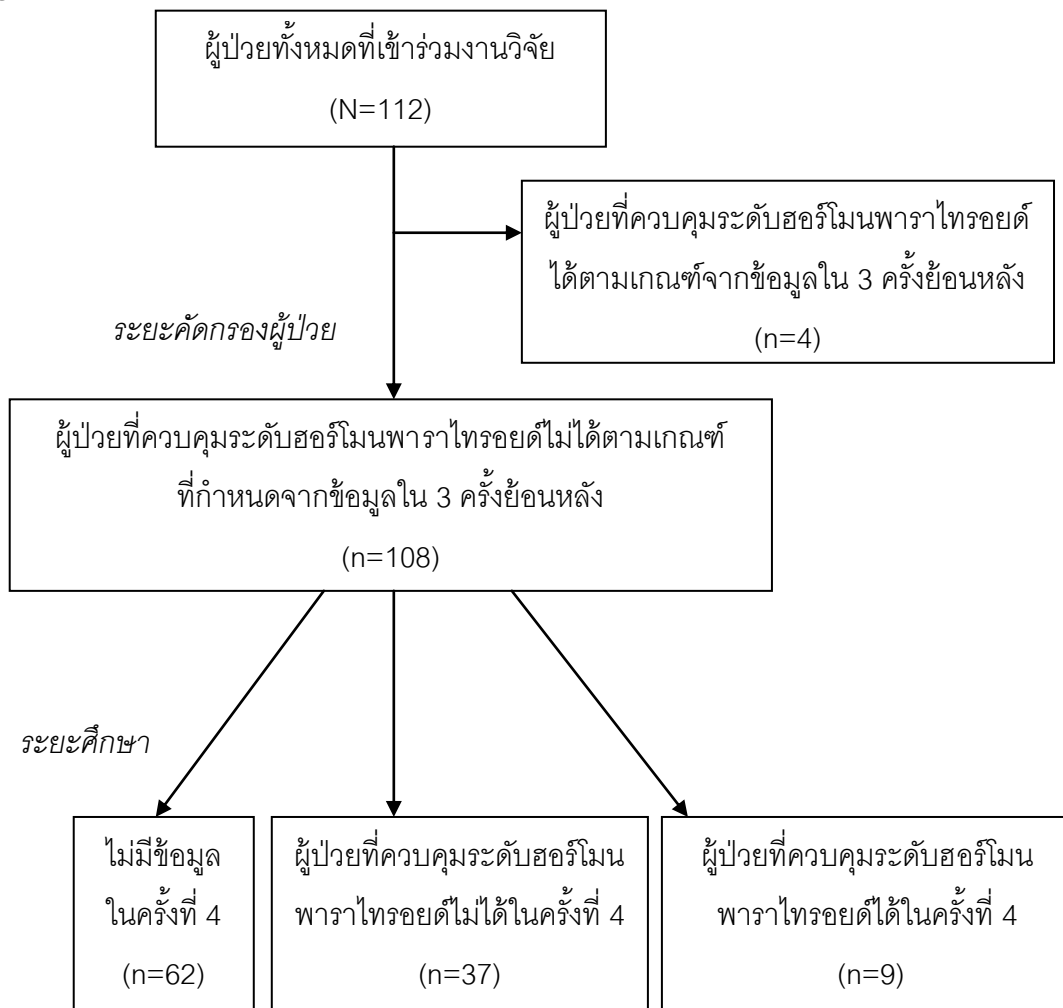 ผู้ป่วยทั้งหมดที่เข้าร่วมงานวิจัย
(N=112)
ผู้ป่วยที่ควบคุมระดับฮอร์โมนพาราไทรอยด์
ได้ตามเกณฑ์จากข้อมูลใน 3 ครั้งย้อนหลัง
(n=4)
ระยะคัดกรองผู้ป่วย
ผู้ป่วยที่ควบคุมระดับฮอร์โมนพาราไทรอยด์ไม่ได้ตามเกณฑ์
ที่กำหนดจากข้อมูลใน 3 ครั้งย้อนหลัง
(n=108)
ระยะศึกษา
ไม่มีข้อมูล
ในครั้งที่ 4
(n=62)
ผู้ป่วยที่ควบคุมระดับฮอร์โมน
พาราไทรอยด์ไม่ได้ในครั้งที่ 4
(n=37)
ผู้ป่วยที่ควบคุมระดับฮอร์โมน
พาราไทรอยด์ได้ในครั้งที่ 4
(n=9)